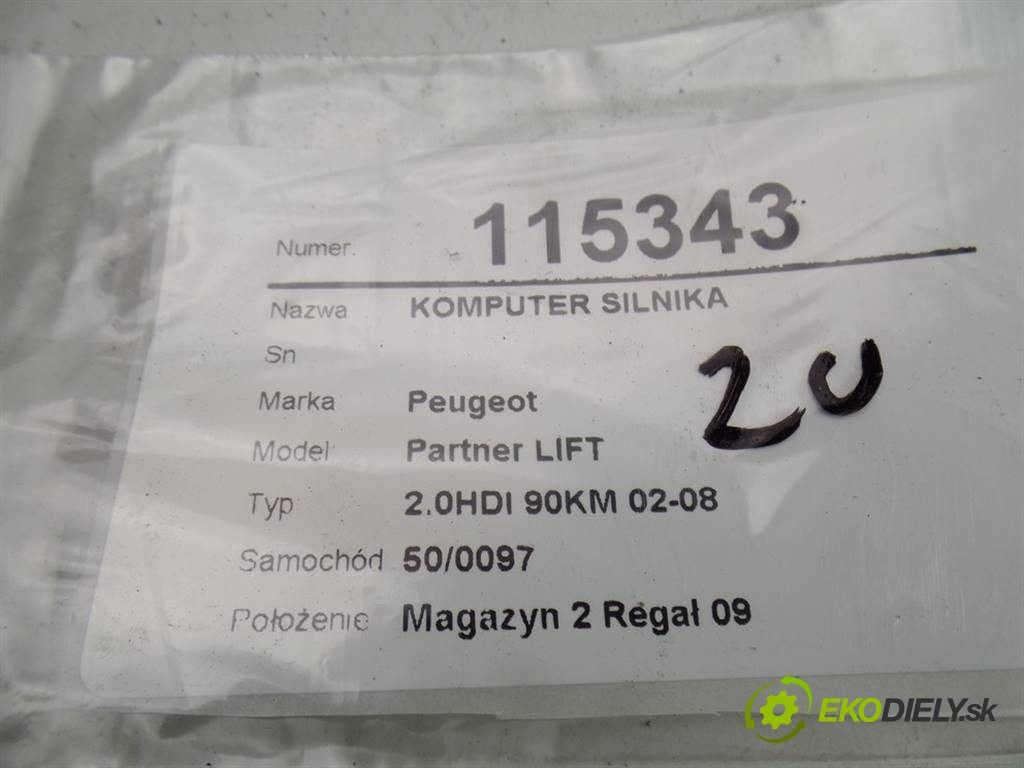 Numer. 115343
Nazwa KOMPUTER SILNIKA
Sn
20
Marka Peugeot
Model Partner LIFT
Typ 2.0HDI 90KM 02-08
Samochód 50/0097
Położenie Magazyn 2 Regał 09
EKODIELY.sk